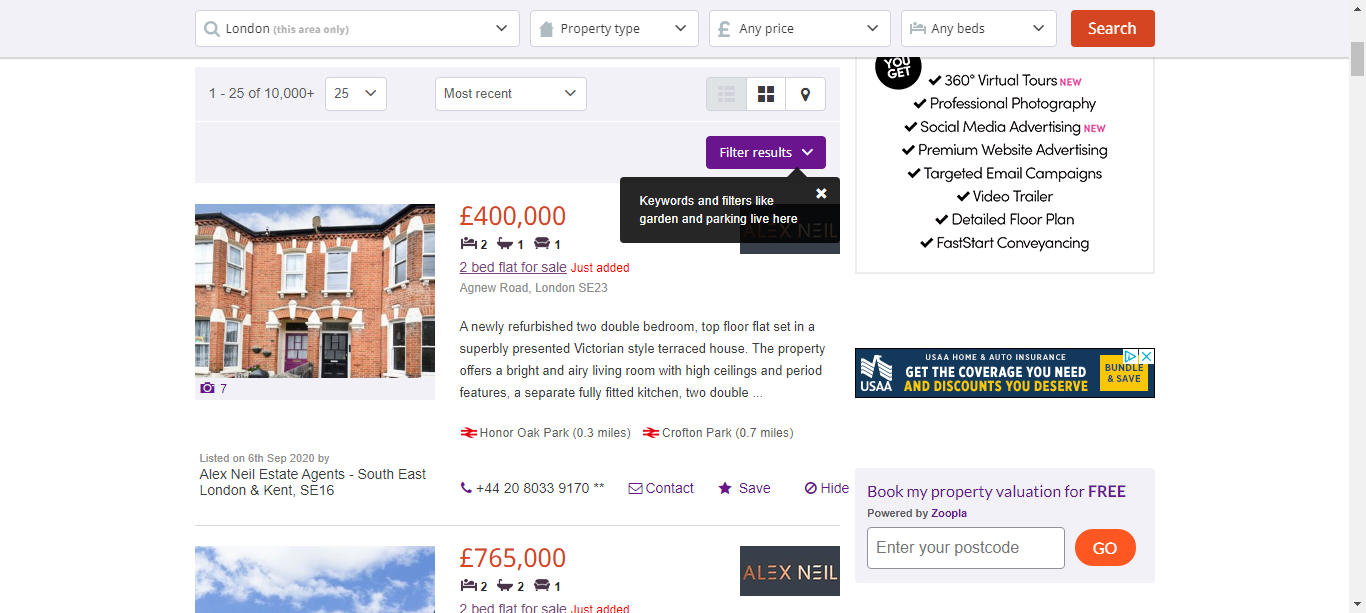 London (this area only)
Property type
Any price
Any beds
Search
1 - 25 of 10,000+
25
Most recent
Filter results
Keywords and filters like
garden and parking live here
£400,000
2 1 1
2 bed flat for sale Just added
Agnew Road, London SE23
ALEX NEIL
A newly refurbished two double bedroom, top floor flat set in a
superbly presented Victorian style terraced house. The property
offers a bright and airy living room with high ceilings and period
features, a separate fully fitted kitchen, two double ...
7
Honor Oak Park (0.3 miles) Crofton Park (0.7 miles)
Listed on 6th Sep 2020 by
Alex Neil Estate Agents - South East
London & Kent, SE16
+44 20 8033 9170 ** Contact Save Hide
£765,000
2 2 1
2 bed flat for sale Just added
ALEX NEIL
YOU
GET
360° Virtual Tours NEW
Professional Photography
Social Media Advertising NEW
Premium Website Advertising
Targeted Email Campaigns
Video Trailer
Detailed Floor Plan
FastStart Conveyancing
USAA
USAA HOME & AUTO INSURANCE
GET THE COVERAGE YOU NEED
AND DISCOUNTS YOU DESERVE
BUNDLE
& SAVE
Book my property valuation for FREE
Powered by Zoopla
Enter your postcode
GO